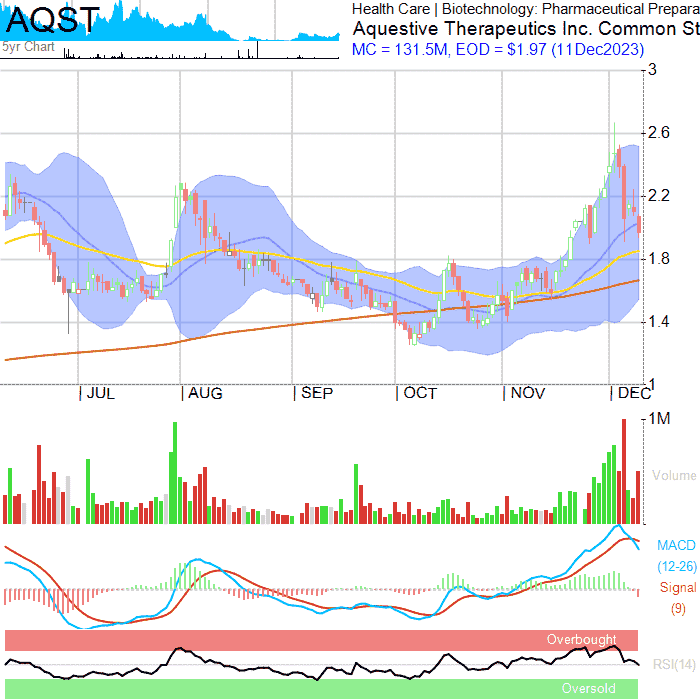 AQST
5yr Chart
Health Care | Biotechnology: Pharmaceutical Prepara
Aquestive Therapeutics Inc. Common St
MC = 131.5M, EOD = $1.97 (11Dec2023)
3
2.6
2.2
1.8
1.4
1
JUL
AUG
SEP
OCT
NOV
DEC
1M
Volume
MACD
(12-26)
Signal
(9)
Overbought
RSI(14)
Oversold